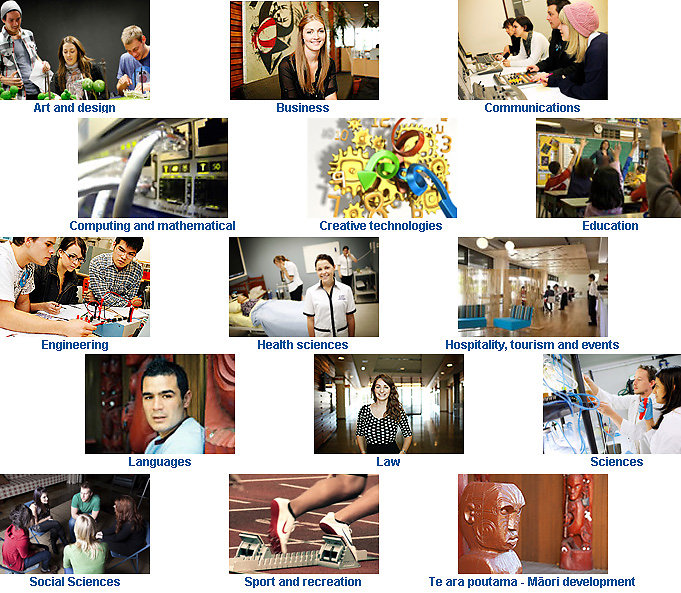 Art and design
Business
Communications
Computing and mathematical
Creative technologies
Education
Engineering
Health sciences
Hospitality, tourism and events
Languages
Law
Sciences
Social Sciences
Sport and recreation
Te ara poutama - Māori development